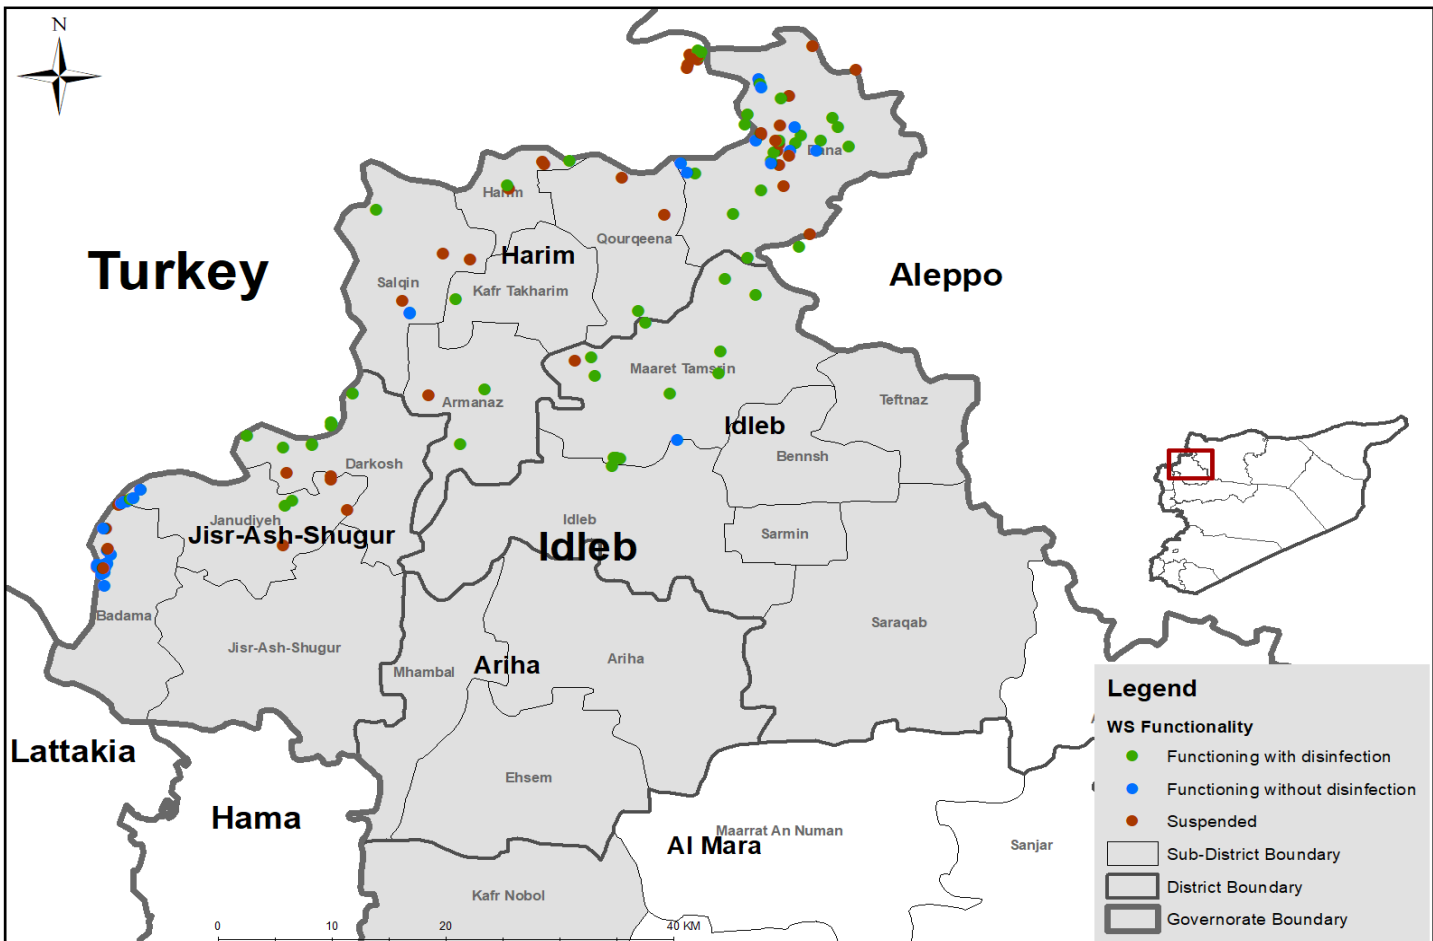 N
Turkey
Aleppo
Lattakia
Hama
Harim
Idleb
Jisr-Ash-Shugur
Idleb
Ariha
Al Mara
Dana
Harim
Qourqeena
Salqin
Kafr Takharim
Maaret Tamsrin
Armanaz
Teftnaz
Darkosh
Bennsh
Janudiyeh
Idleb
Sarmin
Badama
Saraqab
Jisr-Ash-Shugur
Mhambal
Ariha
Ehsem
Maarrat An Numan
Sanjar
Kafr Nobol
0 10 20 40 KM
Legend
WS Functionality
Functioning with disinfection
Functioning without disinfection
Suspended
Sub-District Boundary
District Boundary
Governorate Boundary